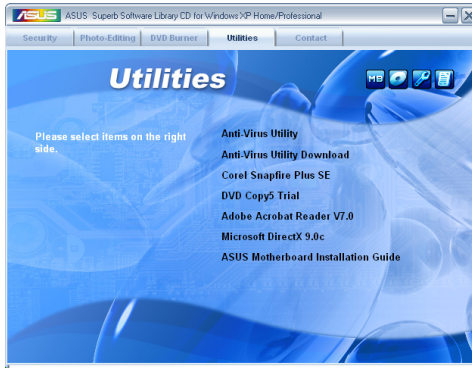 ASUS ASUS Superb Software Library CD for Windows XP Home/Professional
Security Photo-Editing DVD Burner Utilities Contact
Utilities
MB
Please select items on the right
side.
Anti-Virus Utility
Anti-Virus Utility Download
Corel Snapfire Plus SE
DVD Copy5 Trial
Adobe Acrobat Reader V7.0
Microsoft DirectX 9.0c
ASUS Motherboard Installation Guide